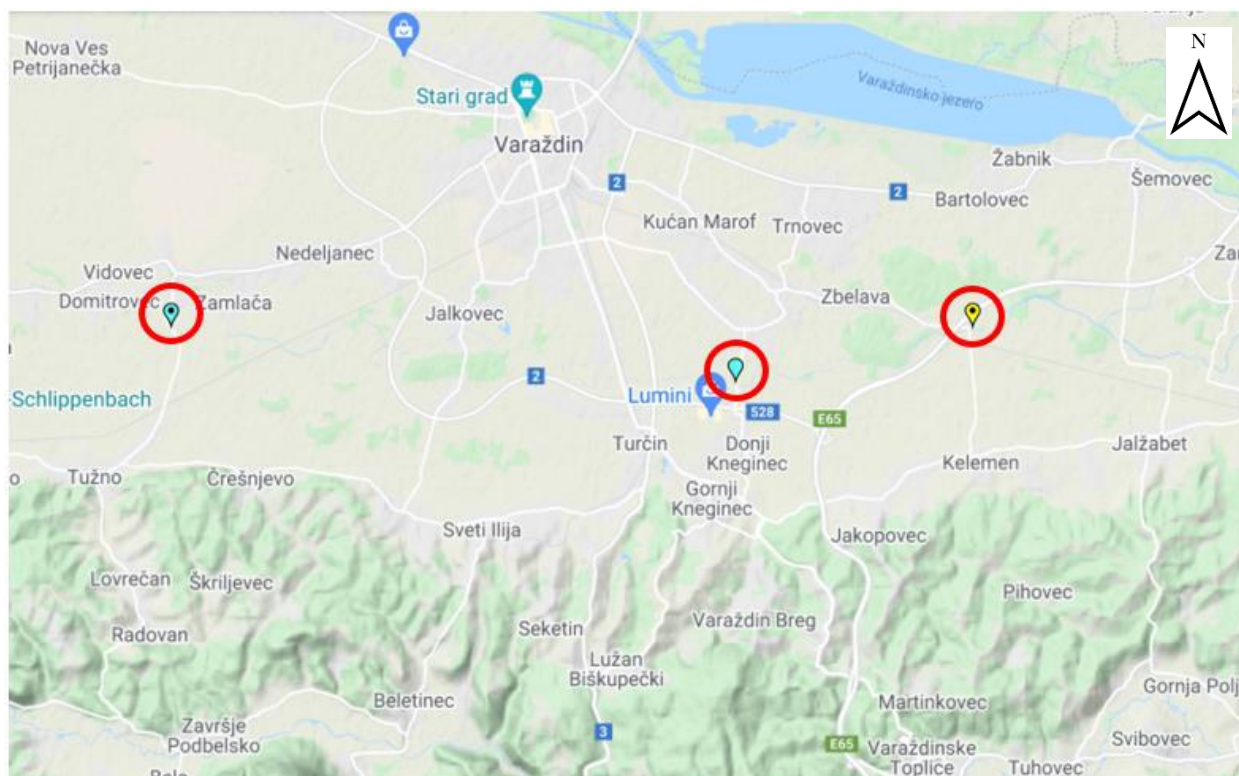 Nova Ves
Petrijanečka
N
Stari grad
Varaždinsko jezero
Varaždin
Žabnik
Šemovec
2
2
Bartolovec
Kućan Marof
Trnovec
Nedeljanec
Vidovec
Domitrovec
Zamlača
Zbelava
Jalkovec
2
Lumini
-Schlippenbach
528
E65
Turčin
Donji
Kneginec
Jalžabet
Kelemen
Tužno
Črešnjevo
Gornji
Kneginec
Sveti Ilija
Jakopovec
Lovrečan
Škriljevec
Pihovec
Radovan
Seketin
Varaždin Breg
Lužan
Biškupečki
Gornja Polj
Beletinec
Martinkovec
Završje
Podbelsko
3
E65
Varaždinske
Toplice
Svibovec
Tuhovec